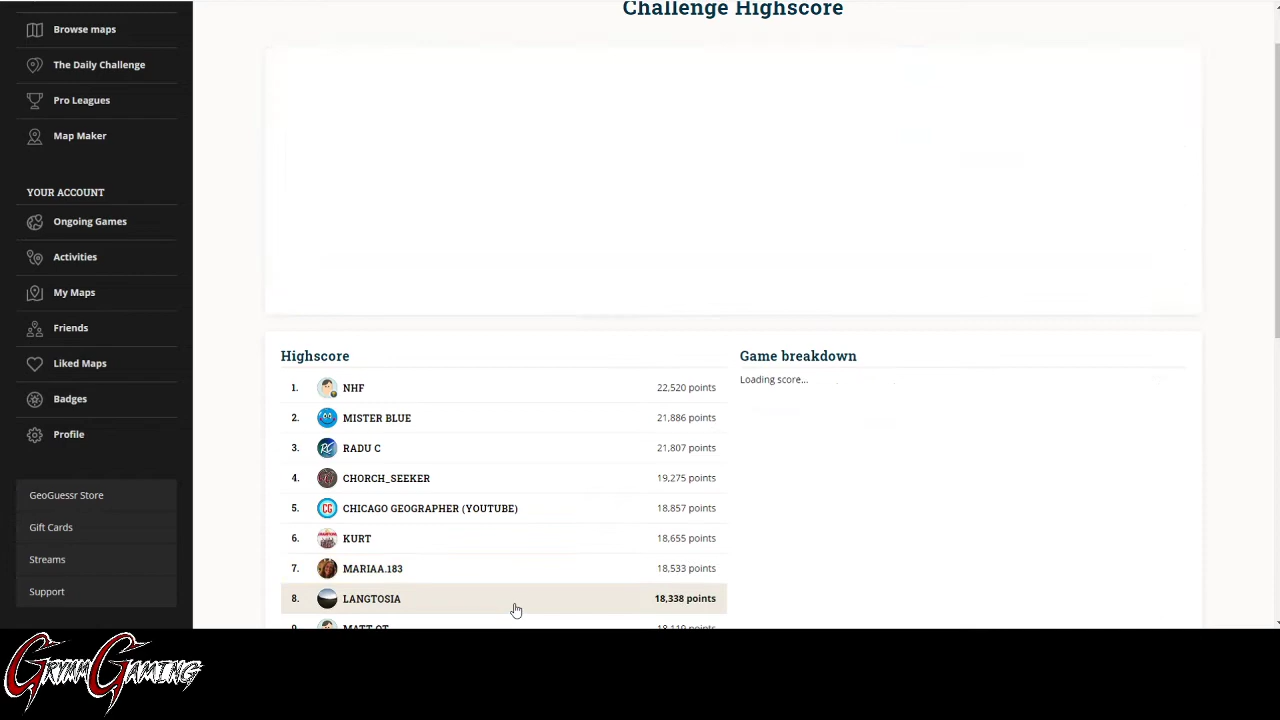 Challenge Highscore
Browse maps
The Daily Challenge
Pro Leagues
Map Maker
YOUR ACCOUNT
Ongoing Games
Activities
My Maps
Friends
Liked Maps
Badges
Profile
GeoGuessr Store
Gift Cards
Streams
Support
Highscore
1. NHF 22,520 points
2. MISTER BLUE 21,886 points
3. RADU C 21,807 points
4. CHORCH_SEEKER 19,275 points
5. CHICAGO GEOGRAPHER (YOUTUBE) 18,857 points
6. KURT 18,655 points
7. MARIAA.183 18,533 points
8. LANGTOSIA 18,338 points
Game breakdown
Loading score...
GRIMM GAMING